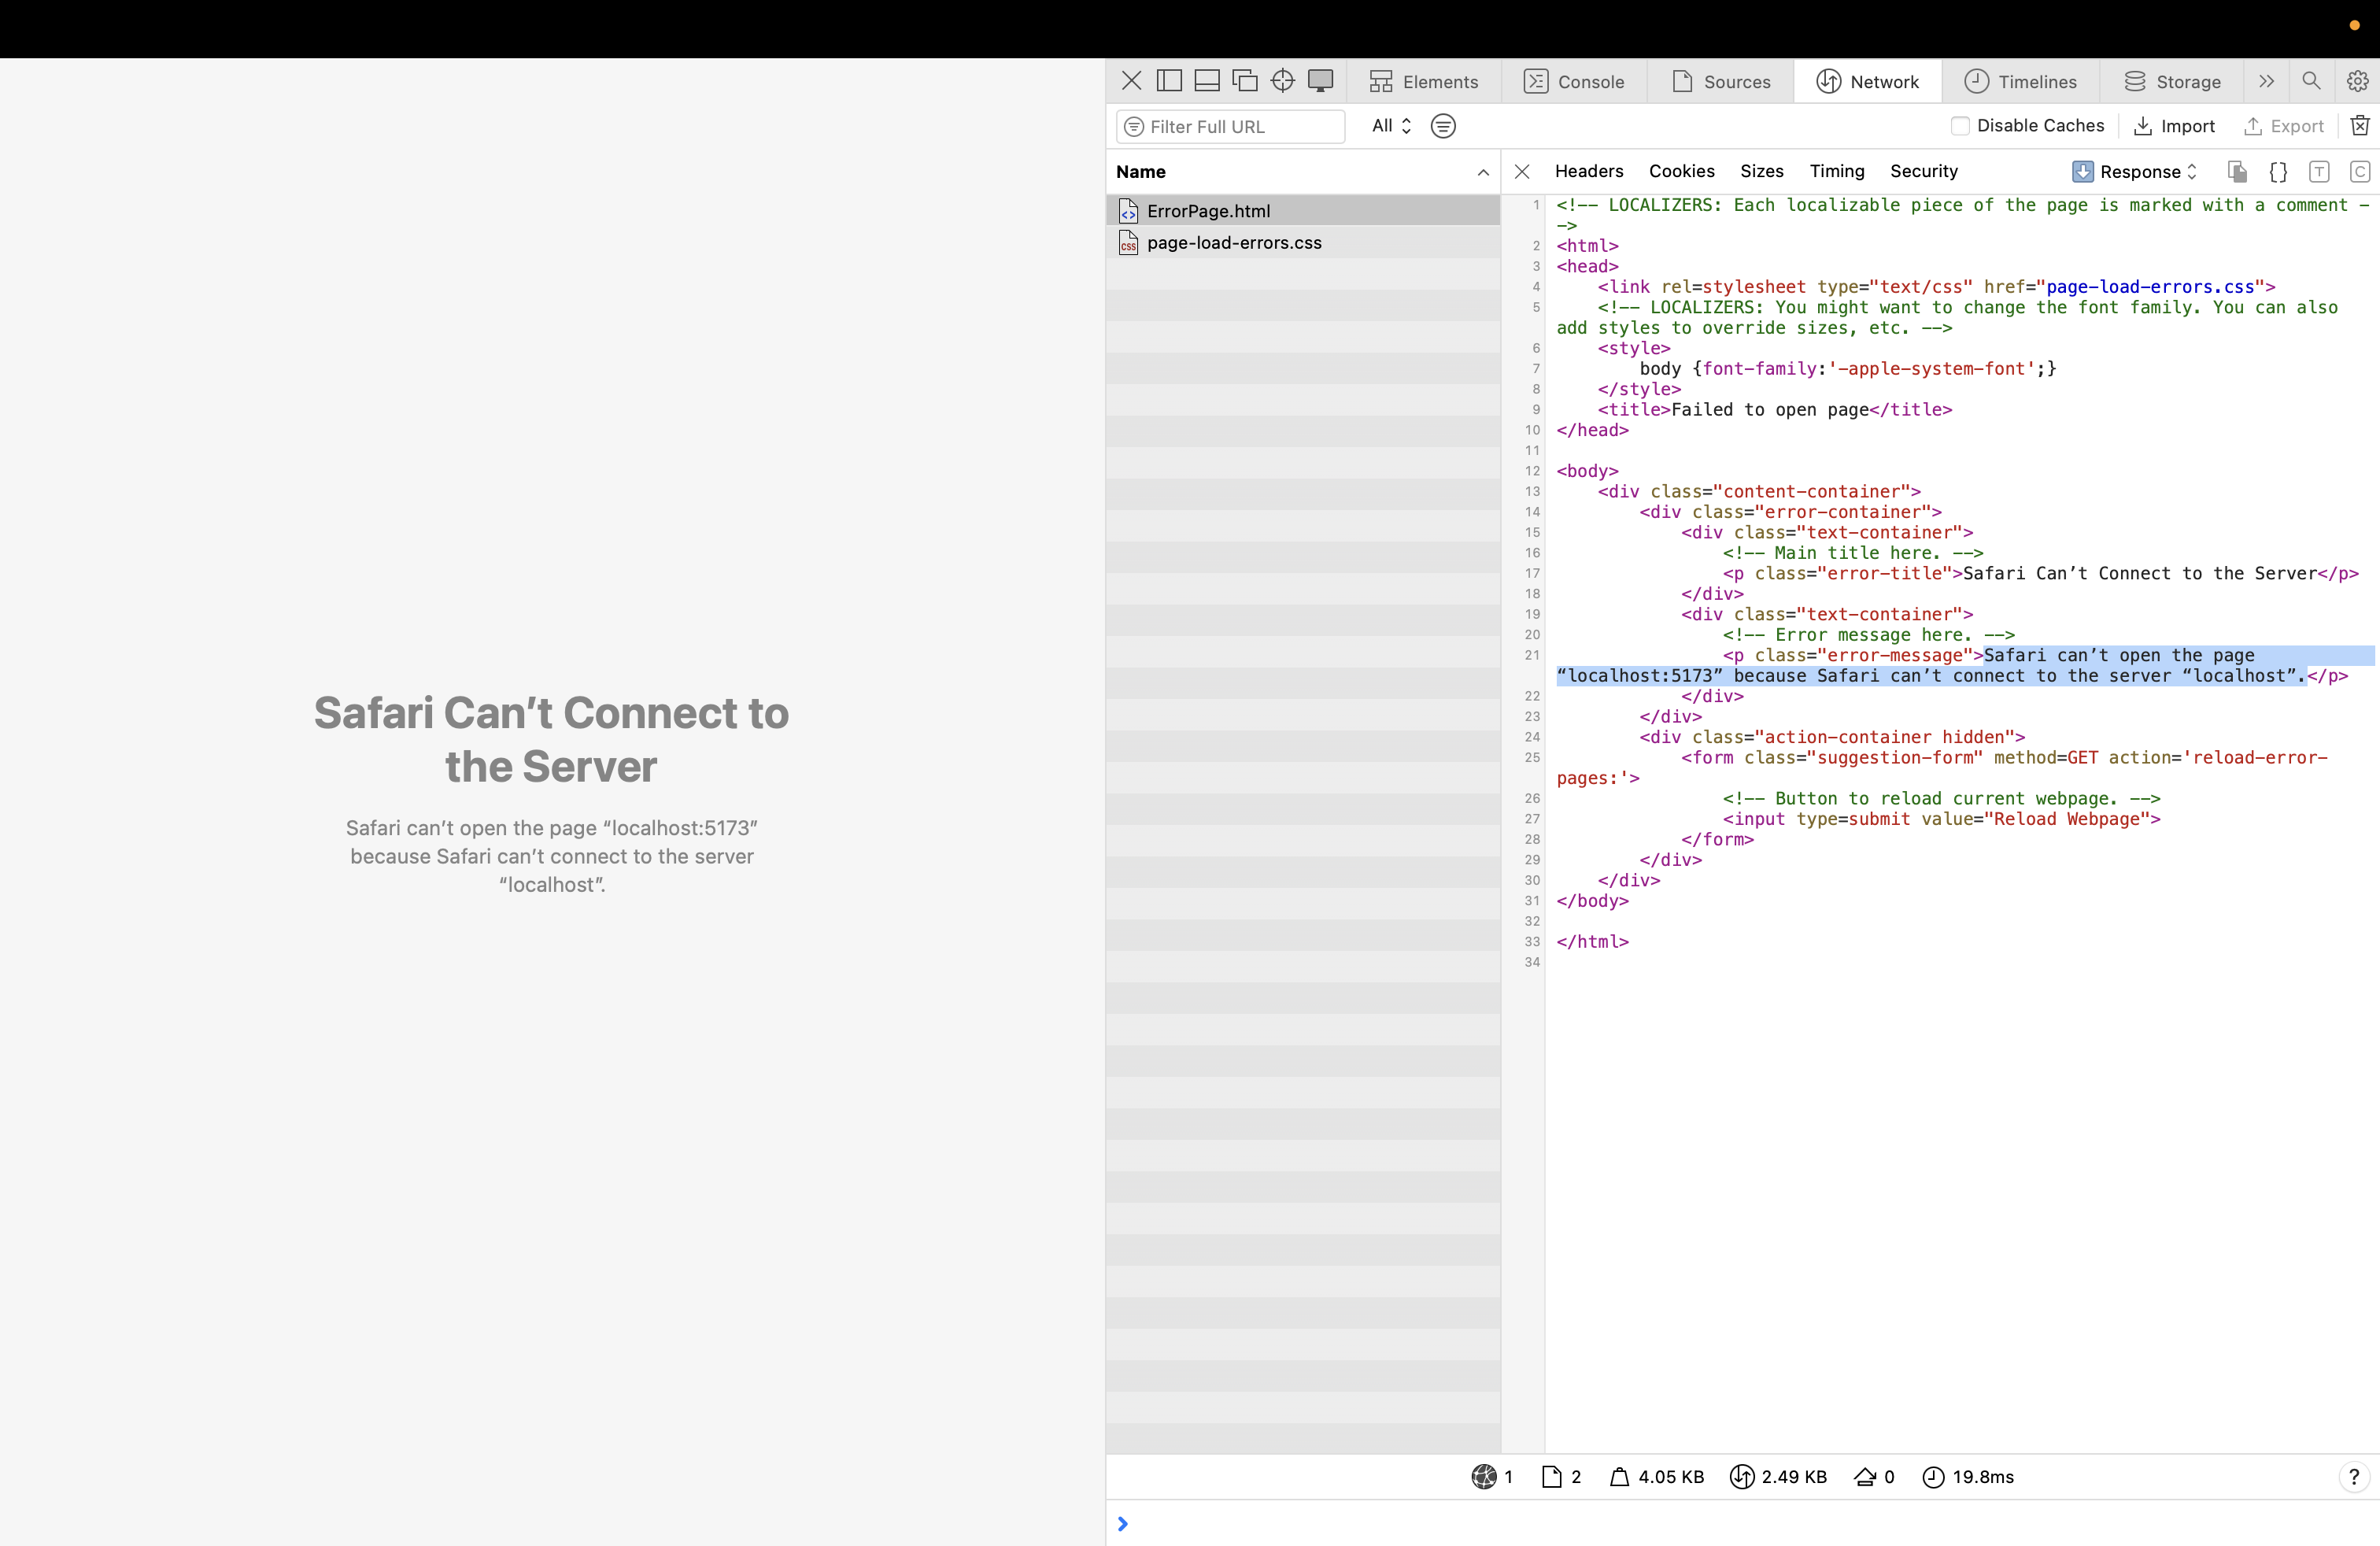 Elements
Console
Sources
Network
Timelines
Storage
Filter Full URL
All
Disable Caches
Import
Export
Name
Headers
Cookies
Sizes
Timing
Security
Response
{}
T
C
ErrorPage.html
CSS
page-load-errors.css
1 <!-- LOCALIZERS: Each localizable piece of the page is marked with a comment -
->
2 <html>
3 <head>
4 <link rel=stylesheet type="text/css" href="page-load-errors.css">
5 <!-- LOCALIZERS: You might want to change the font family. You can also
add styles to override sizes, etc. -->
6 <style>
7 body {font-family:'-apple-system-font';}
8 </style>
9 <title>Failed to open page</title>
10 </head>
11
12 <body>
13 <div class="content-container">
14 <div class="error-container">
15 <div class="text-container">
16 <!-- Main title here. -->
17 <p class="error-title">Safari Can’t Connect to the Server</p>
18 </div>
19 <div class="text-container">
20 <!-- Error message here. -->
21 <p class="error-message">Safari can’t open the page
“localhost:5173” because Safari can’t connect to the server “localhost”.</p>
22 </div>
23 </div>
24 <div class="action-container hidden">
25 <form class="suggestion-form" method=GET action='reload-error-
pages:'>
26 <!-- Button to reload current webpage. -->
27 <input type=submit value="Reload Webpage">
28 </form>
29 </div>
30 </div>
31 </body>
32
33 </html>
34
Safari Can’t Connect to
the Server
Safari can’t open the page “localhost:5173”
because Safari can’t connect to the server
“localhost”.
1
2
4.05 KB
2.49 KB
0
19.8ms
?